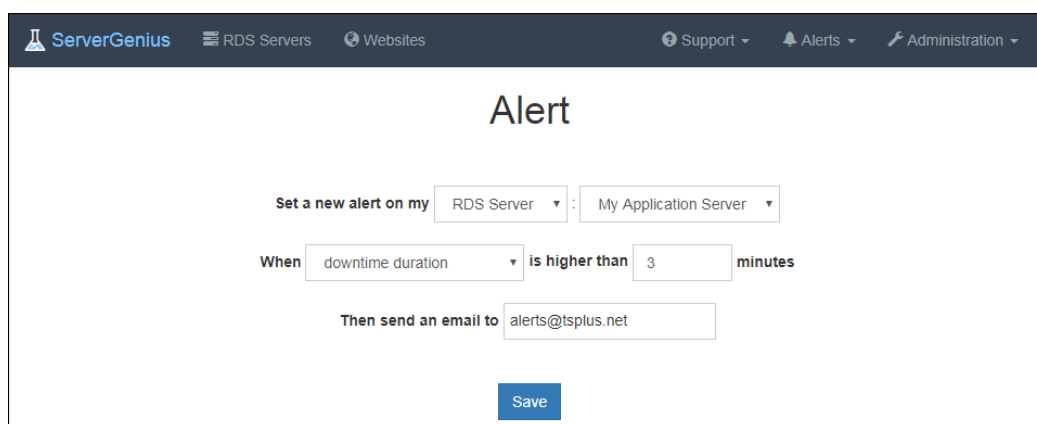 ServerGenius RDS Servers Websites Support Alerts Administration
Alert
Set a new alert on my RDS Server : My Application Server
When downtime duration is higher than 3 minutes
Then send an email to alerts@tsplus.net
Save